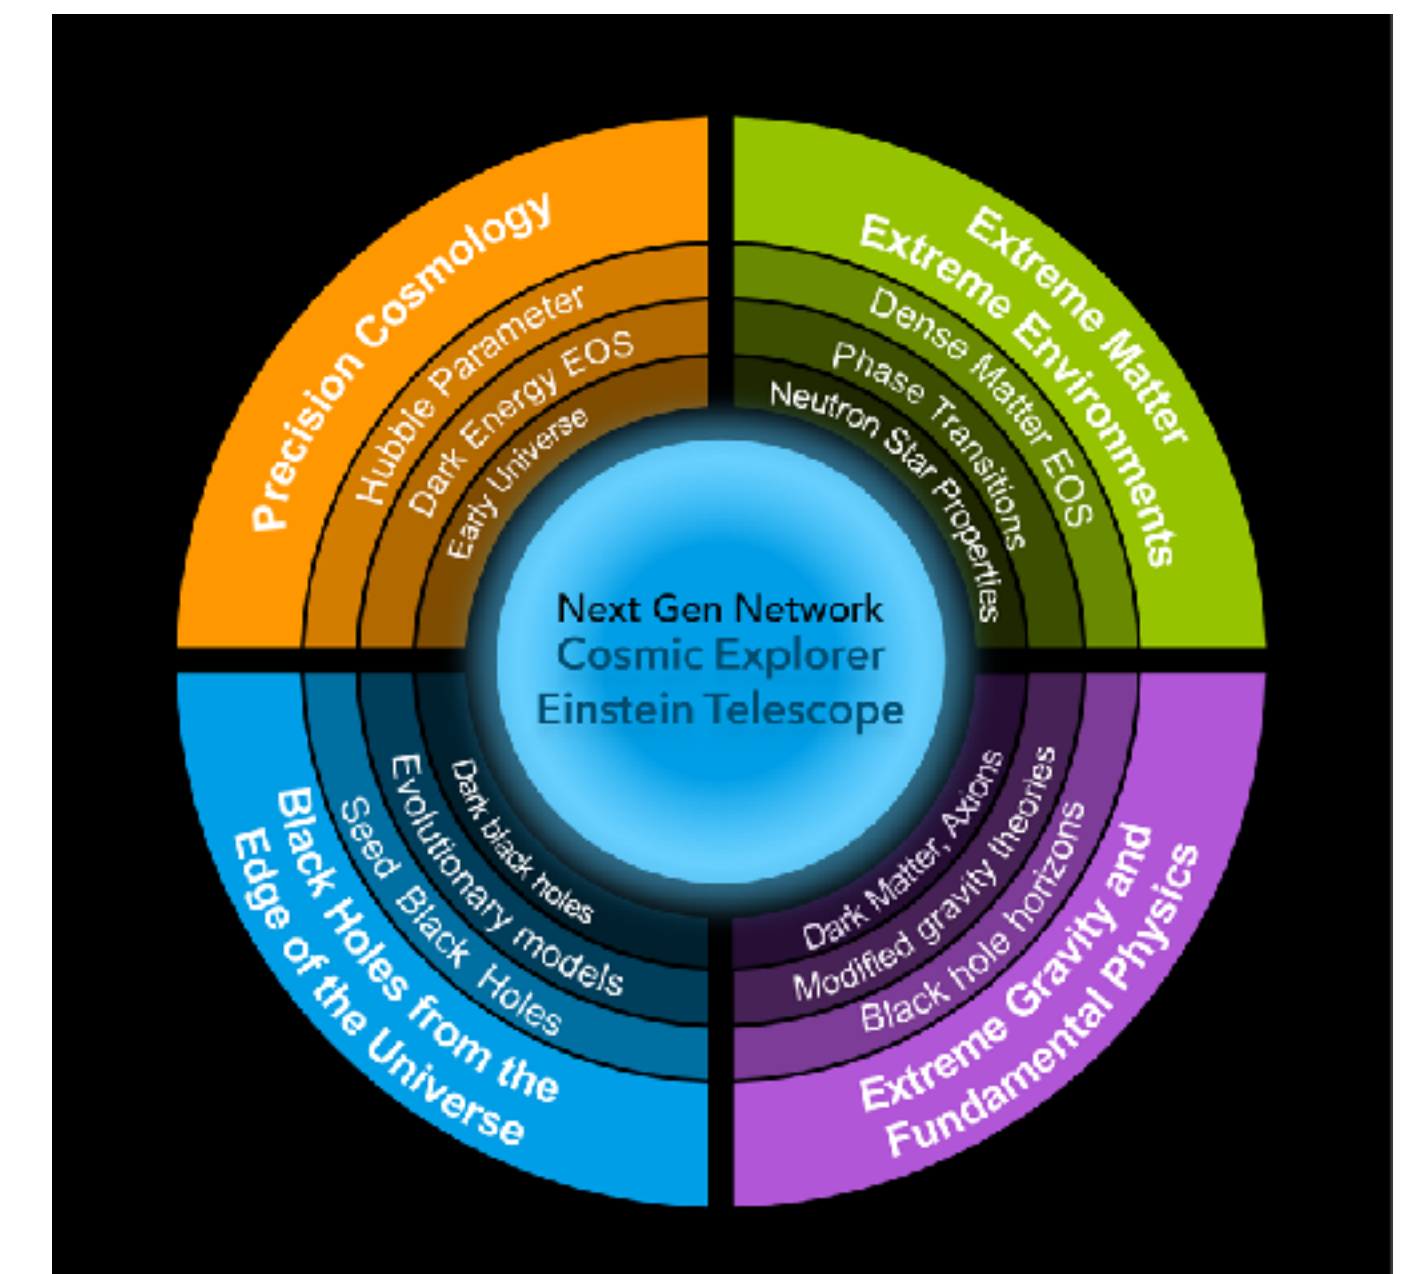 Precision Cosmology
Hubble Parameter
Dark Energy EOS
Early Universe
Extreme Matter
Extreme Environments
Dense Matter EOS
Phase Transitions
Neutron Star Properties
Next Gen Network
Cosmic Explorer
Einstein Telescope
Dark black holes
Evolutionary models
Seed Black Holes
Black Holes from the
Edge of the Universe
Dark Matter, Axions
Modified gravity theories
Black hole horizons
Extreme Gravity and
Fundamental Physics